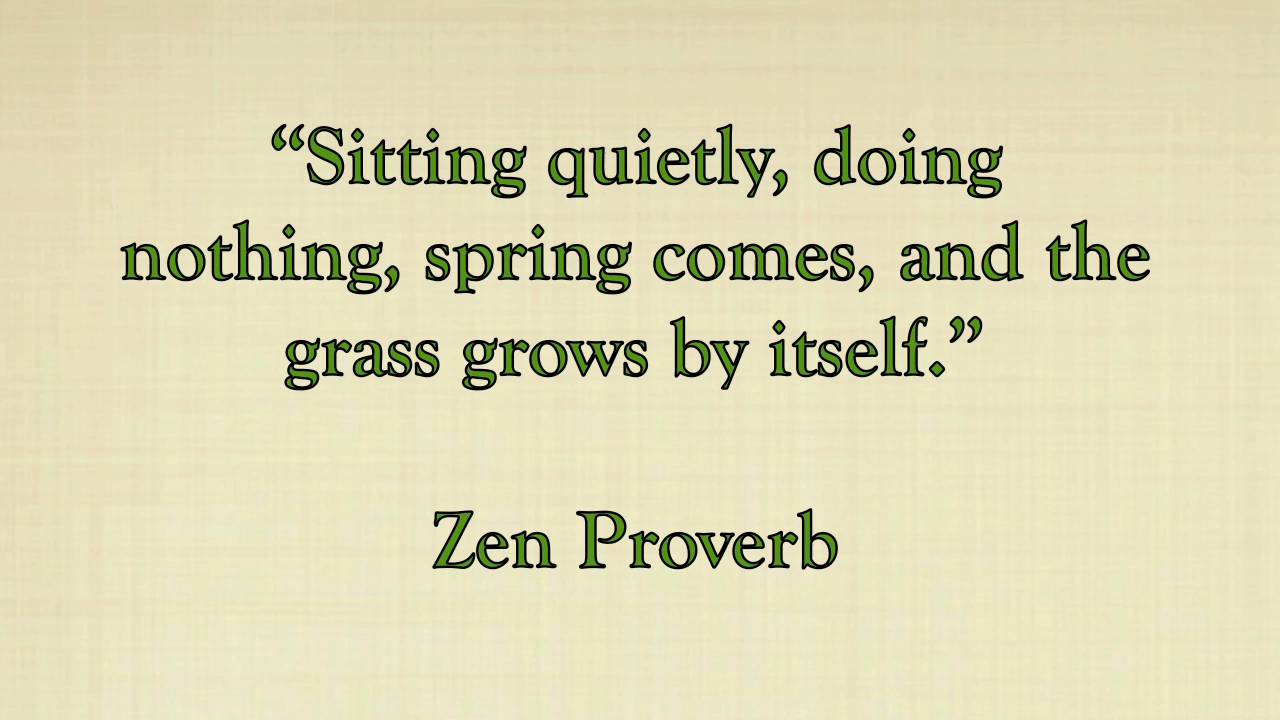 “Sitting quietly, doing
nothing, spring comes, and the
grass grows by itself.”
Zen Proverb